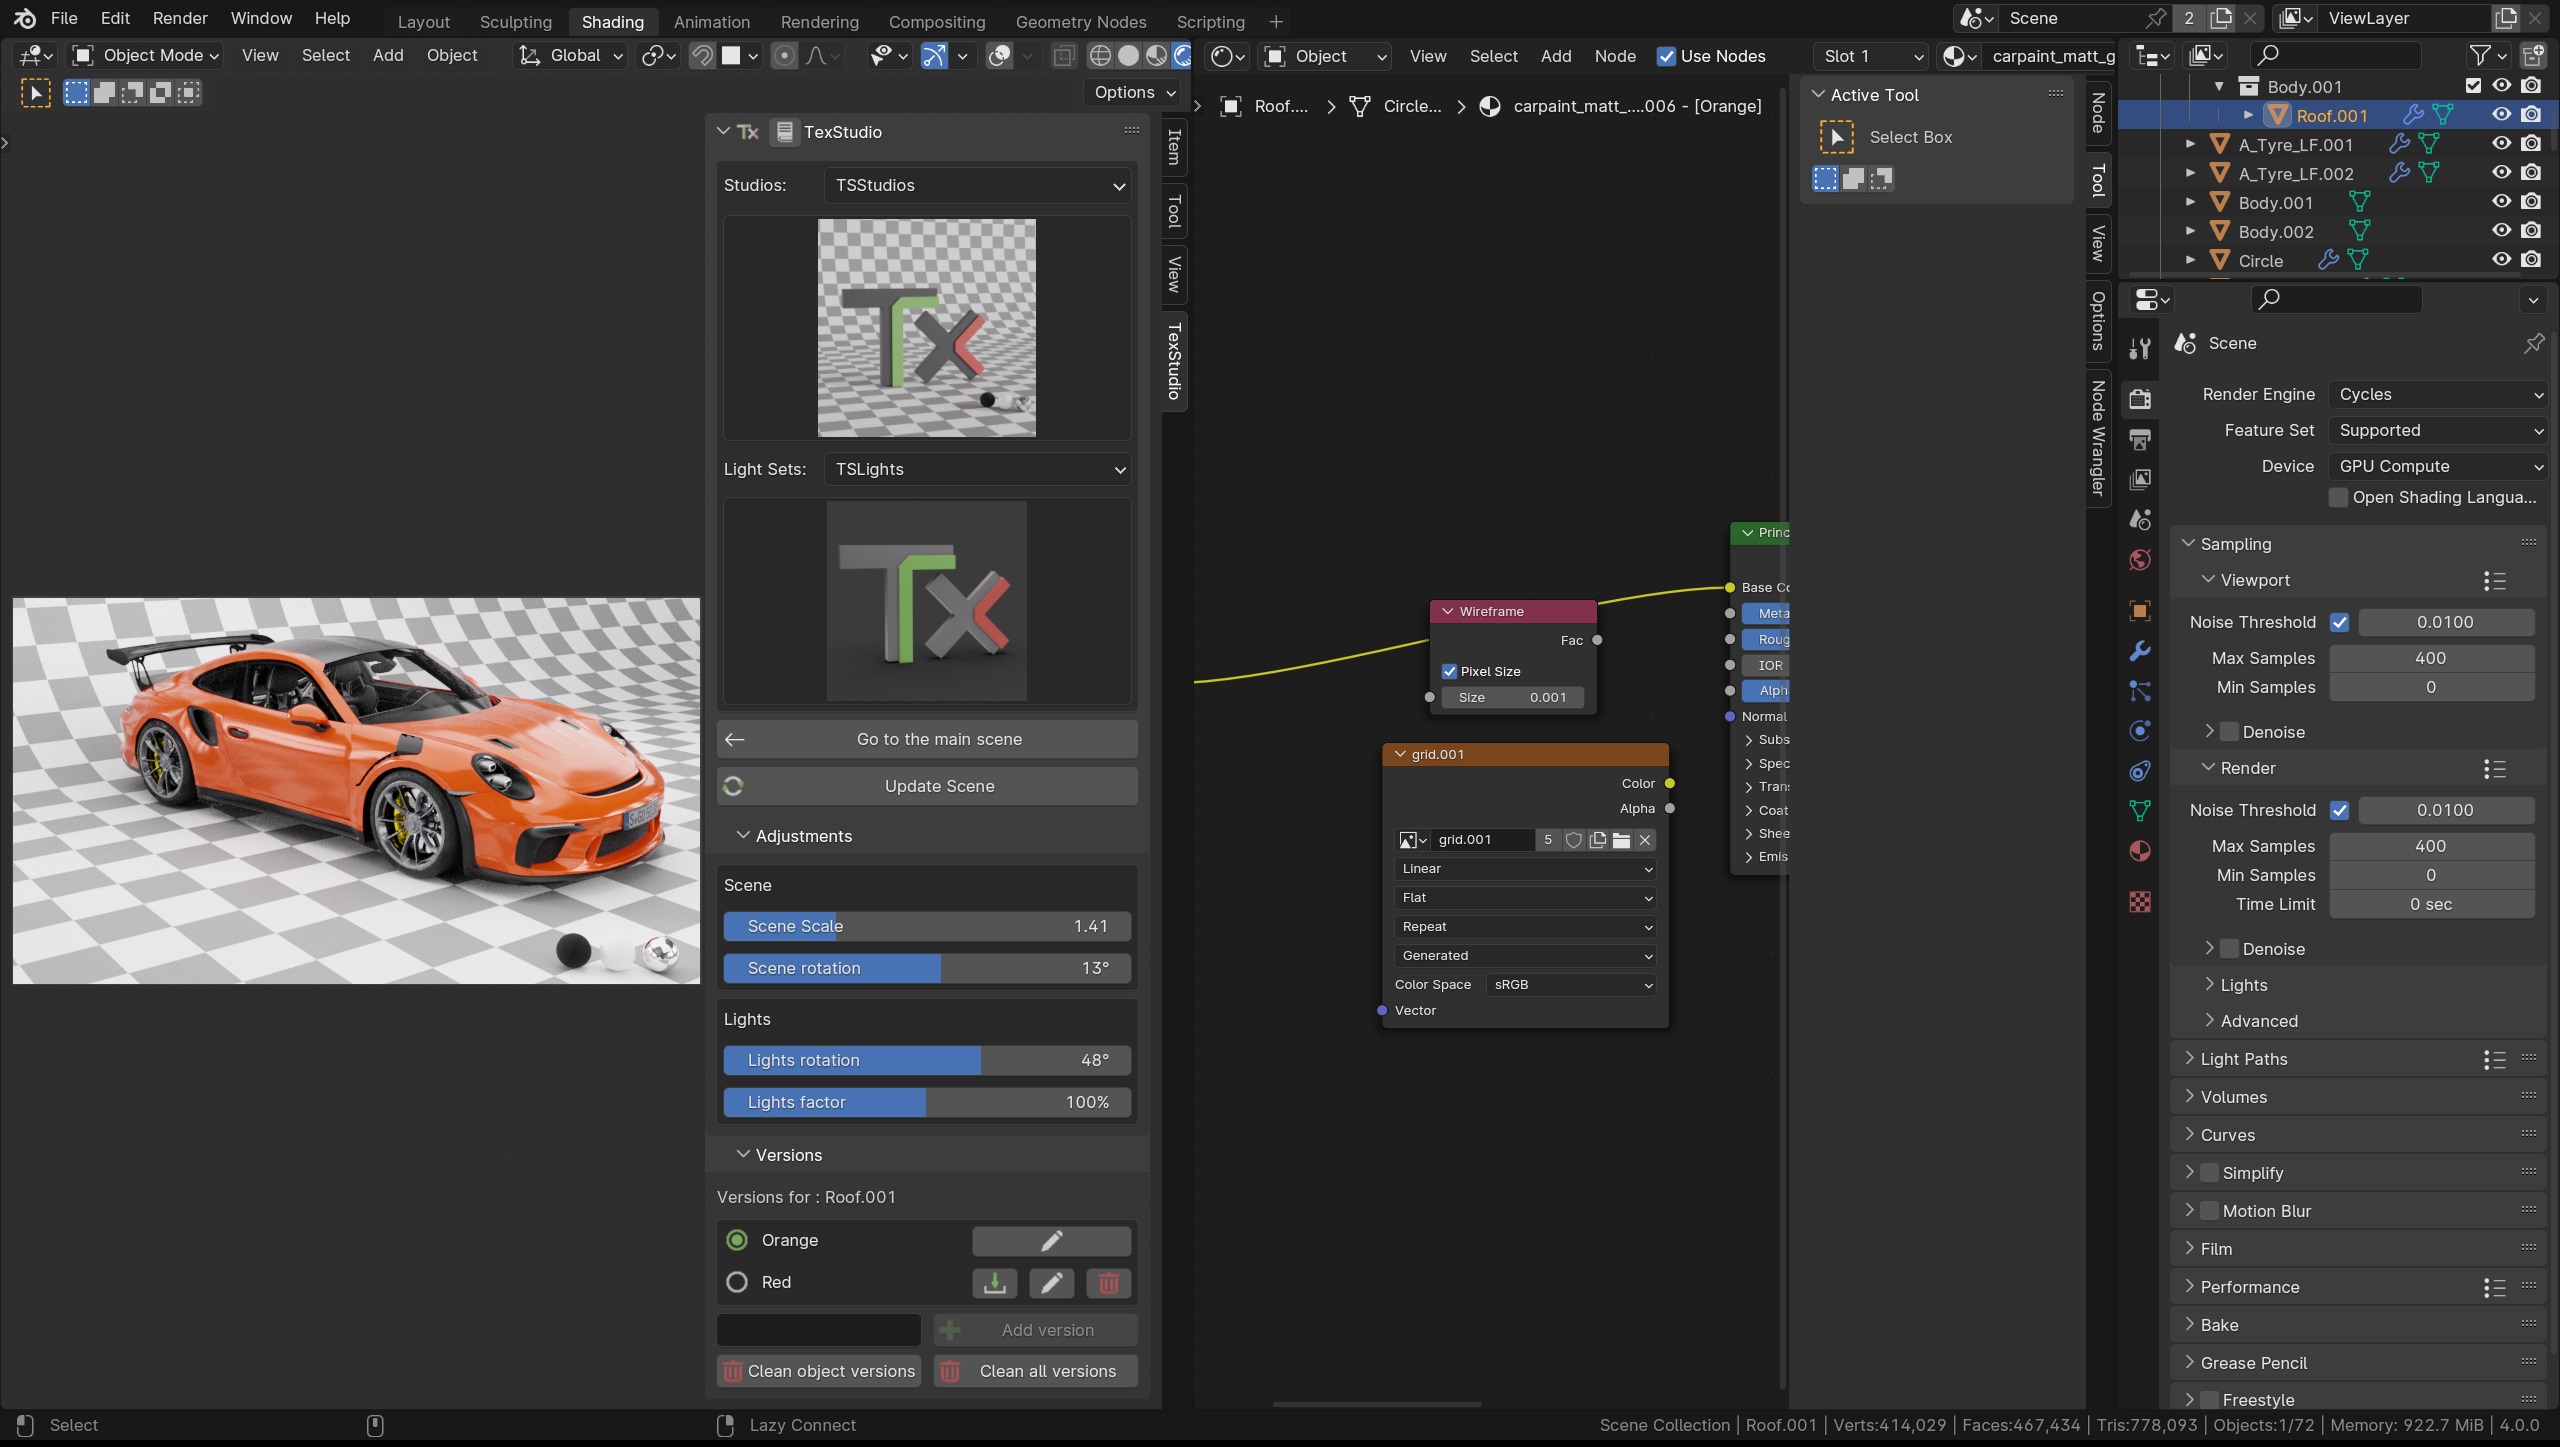 File Edit Render Window Help
Layout Sculpting Shading Animation Rendering Compositing Geometry Nodes Scripting
Scene 2 ViewLayer
Object Mode View Select Add Object Global
Object View Select Add Node Use Nodes Slot 1 carpaint_matt_g
Options
Roof.... Circle... carpaint_matt_....006 - [Orange]
TexStudio
Studios: TSStudios
Tx
Light Sets: TSLights
Tx
Go to the main scene
Update Scene
Adjustments
Scene
Scene Scale 1.41
Scene rotation 13°
Lights
Lights rotation 48°
Lights factor 100%
Versions
Versions for : Roof.001
Orange
Red
Add version
Clean object versions Clean all versions
Item
Tool
View
TexStudio
Wireframe
Fac
Pixel Size
Size 0.001
grid.001
Color
Alpha
grid.001 5
Linear
Flat
Repeat
Generated
Color Space sRGB
Vector
Princ
Base Co
Meta
Roug
IOR
Alph
Normal
Subs
Spec
Tran
Coat
Shee
Emis
Active Tool
Select Box
Node
Tool
View
Options
Node Wrangler
Body.001
Roof.001
A_Tyre_LF.001
A_Tyre_LF.002
Body.001
Body.002
Circle
Scene
Render Engine Cycles
Feature Set Supported
Device GPU Compute
Open Shading Langua...
Sampling
Viewport
Noise Threshold 0.0100
Max Samples 400
Min Samples 0
Denoise
Render
Noise Threshold 0.0100
Max Samples 400
Min Samples 0
Time Limit 0 sec
Denoise
Lights
Advanced
Light Paths
Volumes
Curves
Simplify
Motion Blur
Film
Performance
Bake
Grease Pencil
Freestyle
Select Lazy Connect
Scene Collection | Roof.001 | Verts:414,029 | Faces:467,434 | Tris:778,093 | Objects:1/72 | Memory: 922.7 MiB | 4.0.0